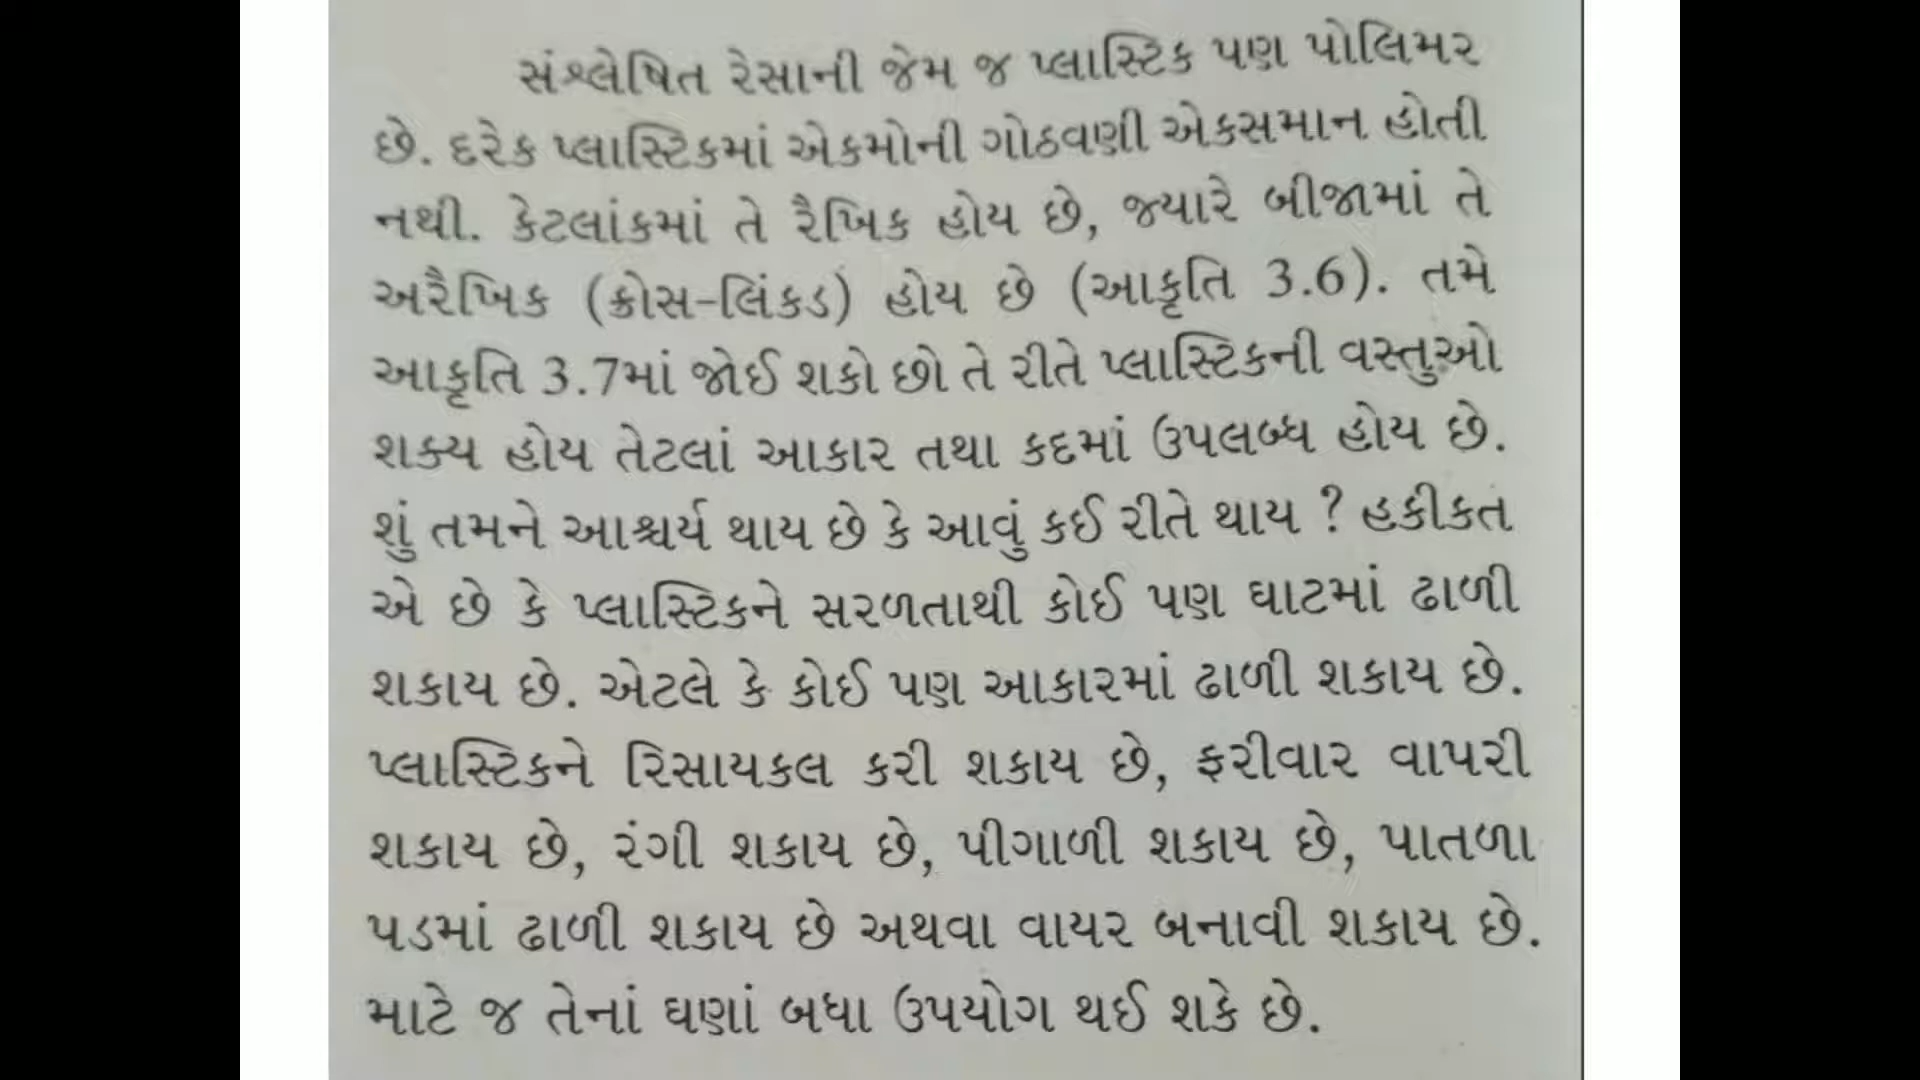 સંશ્લેષિત રેસાની જેમ જ પ્લાસ્ટિક પણ પોલિમર
છે. દરેક પ્લાસ્ટિકમાં એકમોની ગોઠવણી એકસમાન હોતી
નથી. કેટલાંકમાં તે રૈખિક હોય છે, જ્યારે બીજામાં તે
અરૈખિક (ક્રોસ-લિંકડ) હોય છે (આકૃતિ 3.6). તમે
આકૃતિ 3.7માં જોઈ શકો છો તે રીતે પ્લાસ્ટિકની વસ્તુઓ
શક્ય હોય તેટલાં આકાર તથા કદમાં ઉપલબ્ધ હોય છે.
શું તમને આશ્ચર્ય થાય છે કે આવું કઈ રીતે થાય ? હકીકત
એ છે કે પ્લાસ્ટિકને સરળતાથી કોઈ પણ ઘાટમાં ઢાળી
શકાય છે. એટલે કે કોઈ પણ આકારમાં ઢાળી શકાય છે.
પ્લાસ્ટિકને રિસાયકલ કરી શકાય છે, ફરીવાર વાપરી
શકાય છે, રંગી શકાય છે, પીગાળી શકાય છે, પાતળા
પડમાં ઢાળી શકાય છે અથવા વાયર બનાવી શકાય છે.
માટે જ તેનાં ઘણાં બધા ઉપયોગ થઈ શકે છે.